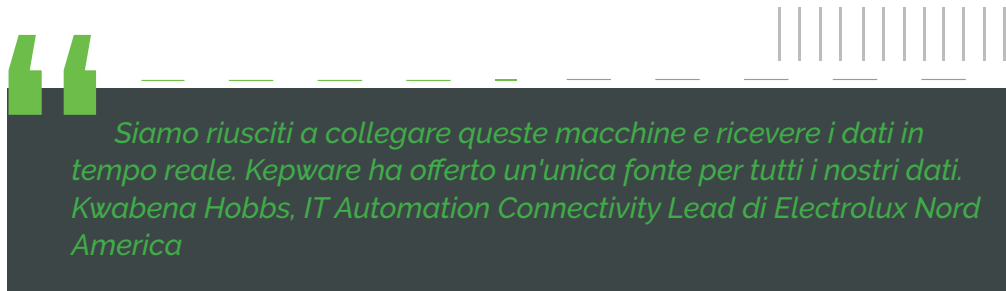 Siamo riusciti a collegare queste macchine e ricevere i dati in
tempo reale. Kepware ha offerto un'unica fonte per tutti i nostri dati.
Kwabena Hobbs, IT Automation Connectivity Lead di Electrolux Nord
America